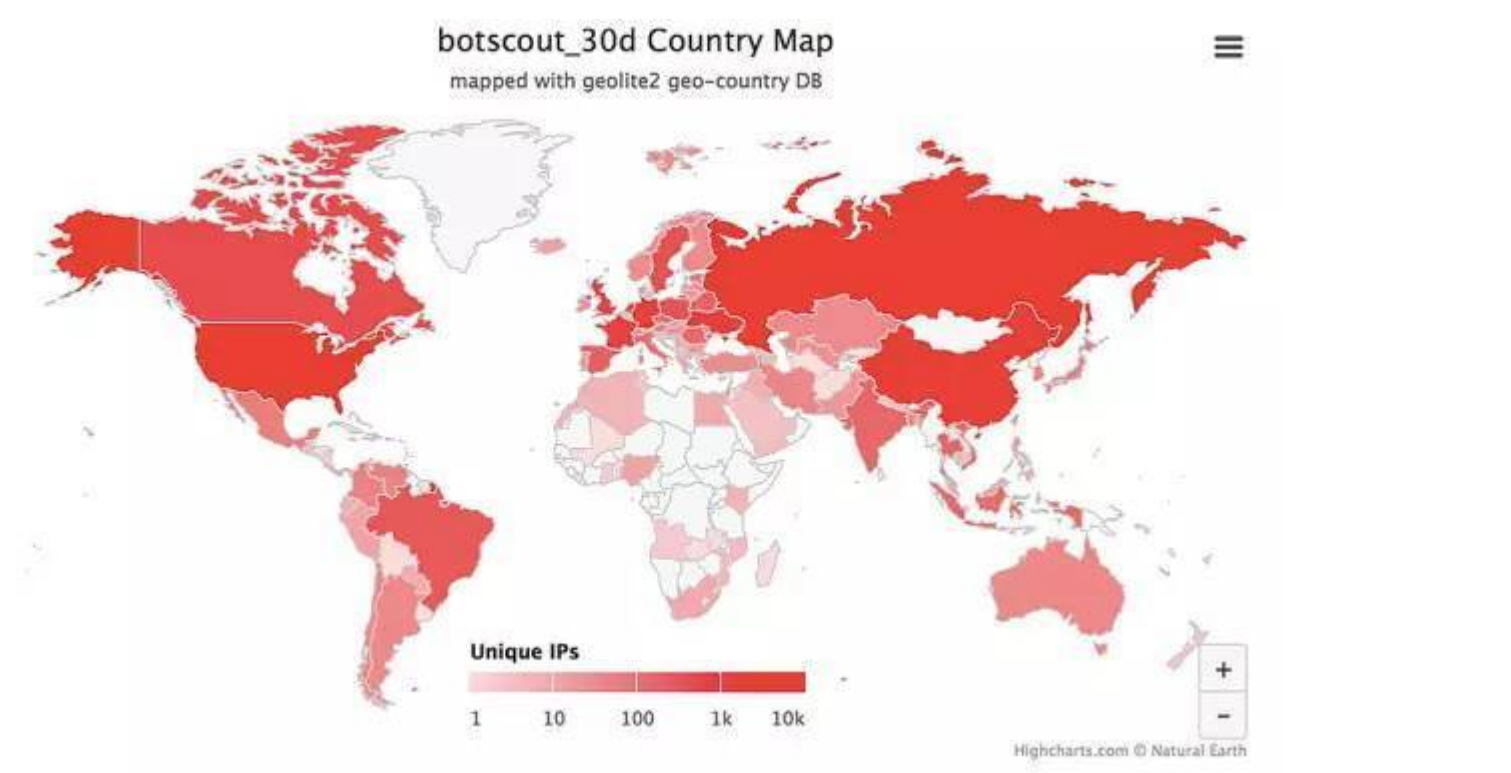 botscout_30d Country Map
mapped with geolite2 geo-country DB
Unique IPs
1 10 100 1k 10k
+
−
Highcharts.com © Natural Earth